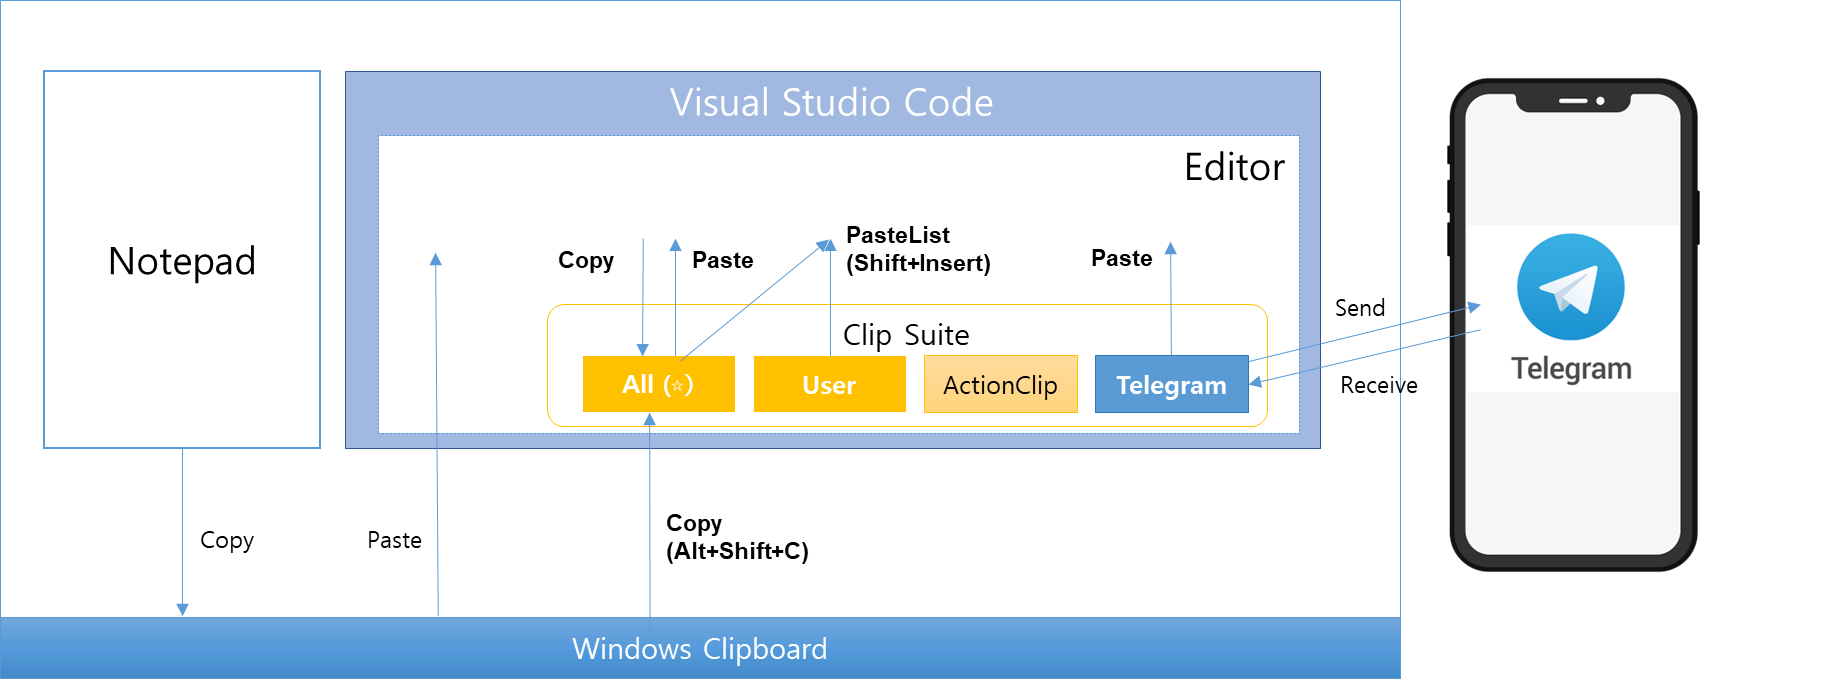 Visual Studio Code
Editor
Notepad
Copy
Paste
PasteList
(Shift+Insert)
Paste
Clip Suite
All (☆)
User
ActionClip
Telegram
Send
Receive
Telegram
Copy
Paste
Copy
(Alt+Shift+C)
Windows Clipboard